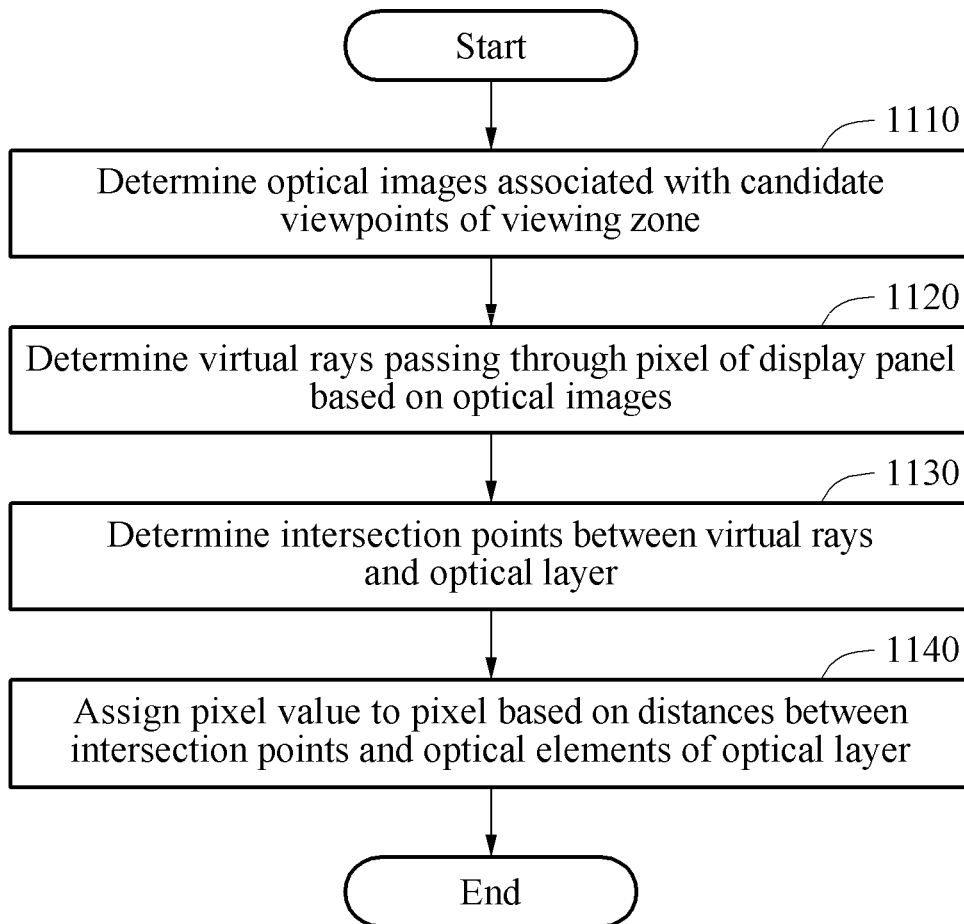 Start
1110
Determine optical images associated with candidate
viewpoints of viewing zone
1120
Determine virtual rays passing through pixel of display panel
based on optical images
1130
Determine intersection points between virtual rays
and optical layer
1140
Assign pixel value to pixel based on distances between
intersection points and optical elements of optical layer
End